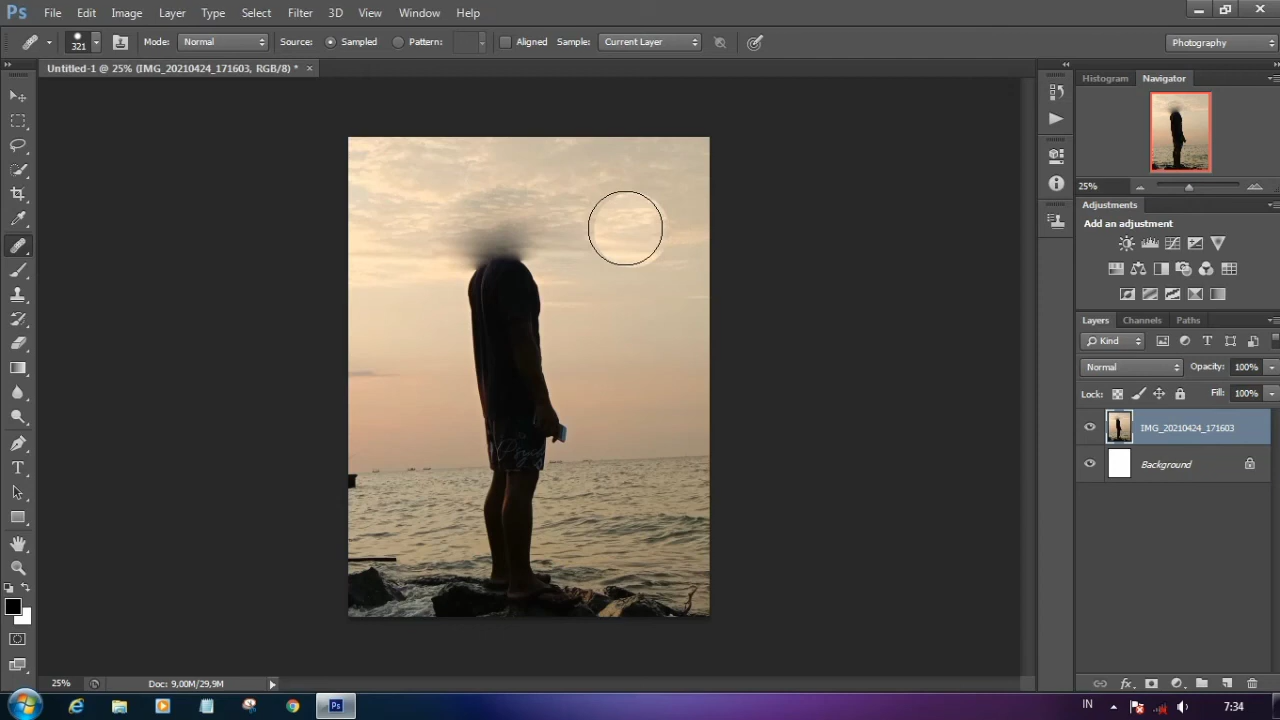 Ps File Edit Image Layer Type Select Filter 3D View Window Help
321 Mode: Normal Source: Sampled Pattern: Aligned Sample: Current Layer Photography
Untitled-1 @ 25% (IMG_20210424_171603, RGB/8) * ×
Histogram Navigator
25%
Adjustments
Add an adjustment
Layers Channels Paths
Kind
Normal Opacity: 100%
Lock: Fill: 100%
IMG_20210424_171603
Background
25% Doc: 9,00M/29,9M
Ps IN 7:34